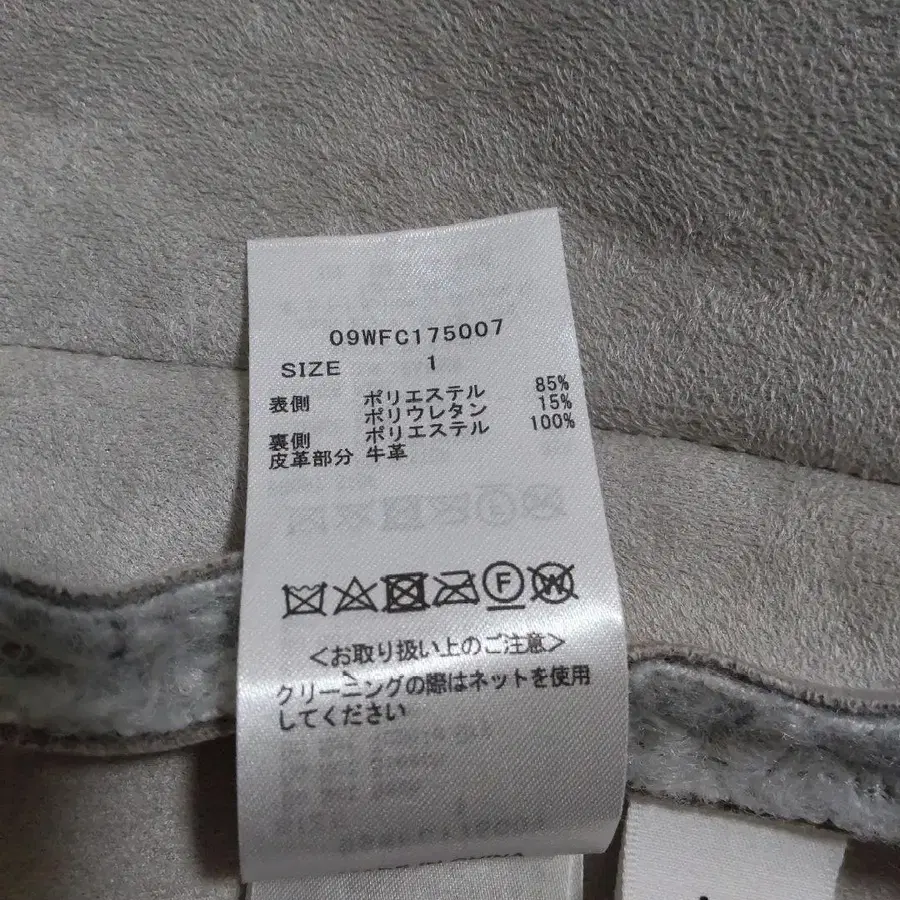 09WFC175007
SIZE 1
表側 ポリエステル 85%
ポリウレタン 15%
裏側 ポリエステル 100%
皮革部分 牛革
F W
<お取り扱い上のご注意>
クリーニングの際はネットを使用
してください